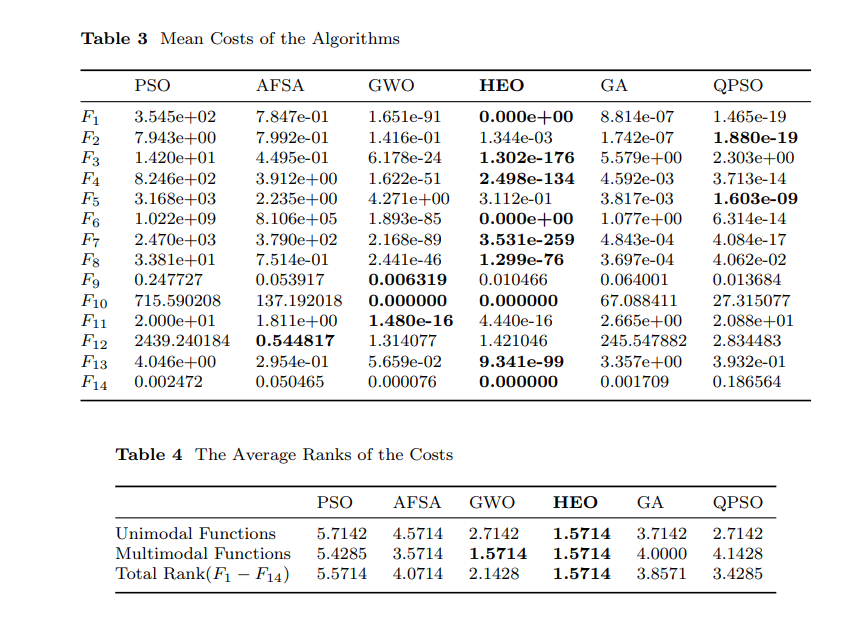 Table 3 Mean Costs of the Algorithms
PSO AFSA GWO HEO GA QPSO
F1 3.545e+02 7.847e-01 1.651e-91 0.000e+00 8.814e-07 1.465e-19
F2 7.943e+00 7.992e-01 1.416e-01 1.344e-03 1.742e-07 1.880e-19
F3 1.420e+01 4.495e-01 6.178e-24 1.302e-176 5.579e+00 2.303e+00
F4 8.246e+02 3.912e+00 1.622e-51 2.498e-134 4.592e-03 3.713e-14
F5 3.168e+03 2.235e+00 4.271e+00 3.112e-01 3.817e-03 1.603e-09
F6 1.022e+09 8.106e+05 1.893e-85 0.000e+00 1.077e+00 6.314e-14
F7 2.470e+03 3.790e+02 2.168e-89 3.531e-259 4.843e-04 4.084e-17
F8 3.381e+01 7.514e-01 2.441e-46 1.299e-76 3.697e-04 4.062e-02
F9 0.247727 0.053917 0.006319 0.010466 0.064001 0.013684
F10 715.590208 137.192018 0.000000 0.000000 67.088411 27.315077
F11 2.000e+01 1.811e+00 1.480e-16 4.440e-16 2.665e+00 2.088e+01
F12 2439.240184 0.544817 1.314077 1.421046 245.547882 2.834483
F13 4.046e+00 2.954e-01 5.659e-02 9.341e-99 3.357e+00 3.932e-01
F14 0.002472 0.050465 0.000076 0.000000 0.001709 0.186564
Table 4 The Average Ranks of the Costs
PSO AFSA GWO HEO GA QPSO
Unimodal Functions 5.7142 4.5714 2.7142 1.5714 3.7142 2.7142
Multimodal Functions 5.4285 3.5714 1.5714 1.5714 4.0000 4.1428
Total Rank(F1 − F14) 5.5714 4.0714 2.1428 1.5714 3.8571 3.4285